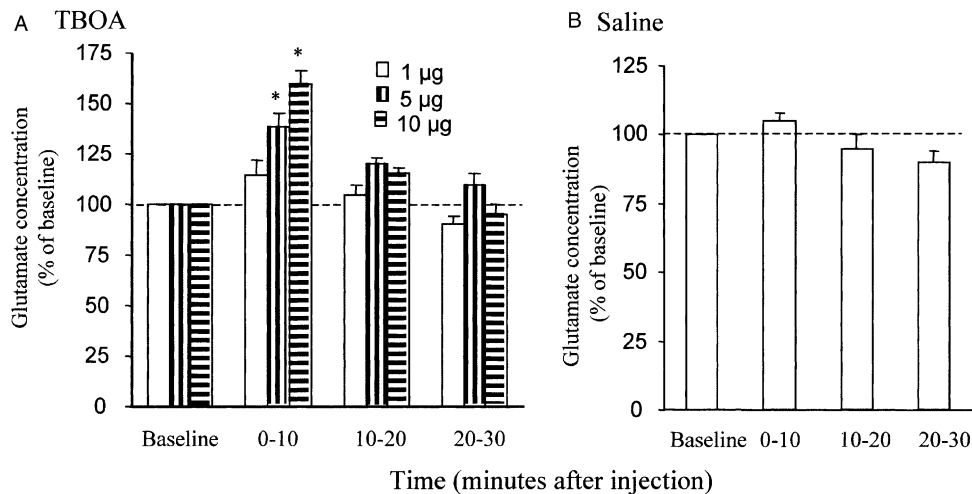 A TBOA
Glutamate concentration
(% of baseline)
175
150
125
100
75
50
25
0
* *
1 µg
5 µg
10 µg
Baseline 0-10 10-20 20-30
B Saline
Glutamate concentration
(% of baseline)
125
100
75
50
25
0
Baseline 0-10 10-20 20-30
Time (minutes after injection)